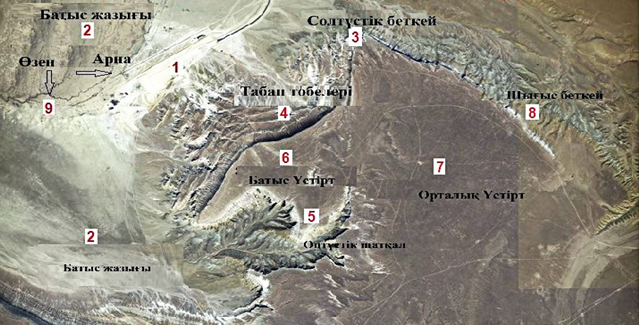 Батыс жазығы
2
Солтүстік беткей
3
Өзен
Арна
1
9
Табан төбелері
4
Шығыс беткей
8
6
7
Батыс Үстірт
Орталық Үстірт
5
Оңтүстік шатқал
2
Батыс жазығы